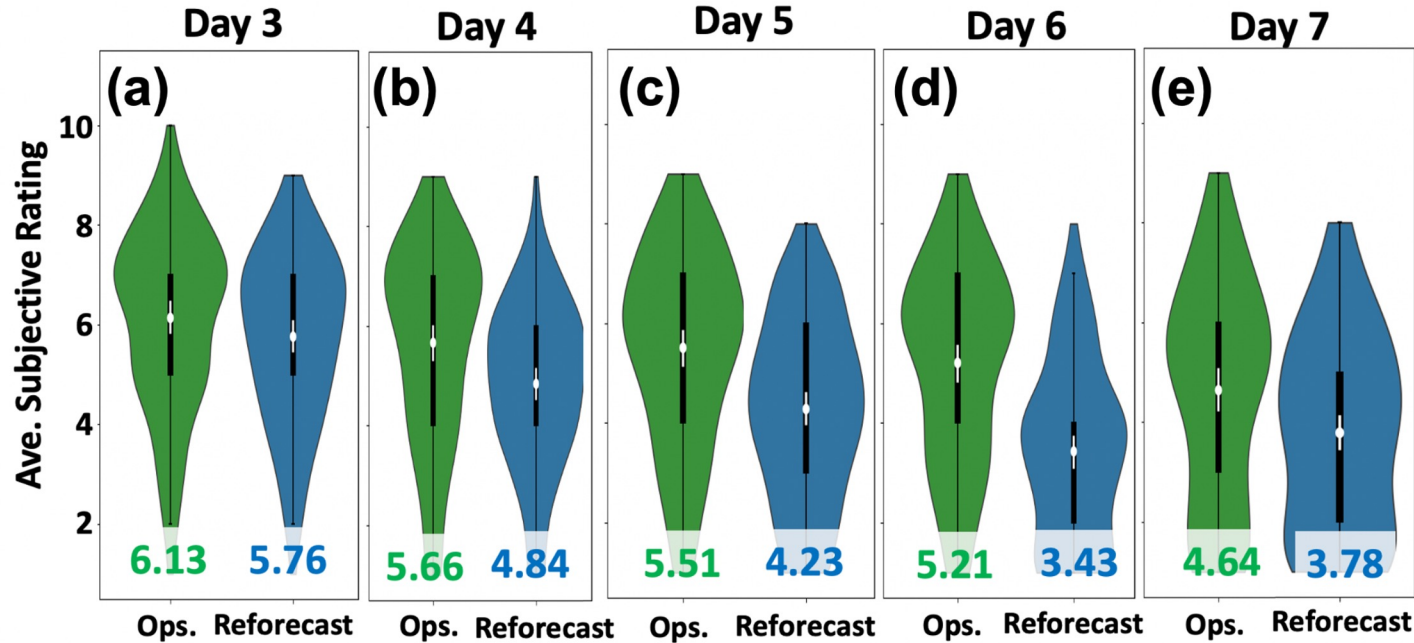 Day 3
Day 4
Day 5
Day 6
Day 7
(a)
(b)
(c)
(d)
(e)
Ave. Subjective Rating
10
8
6
4
2
6.13
5.76
5.66
4.84
5.51
4.23
5.21
3.43
4.64
3.78
Ops. Reforecast
Ops. Reforecast
Ops. Reforecast
Ops. Reforecast
Ops. Reforecast